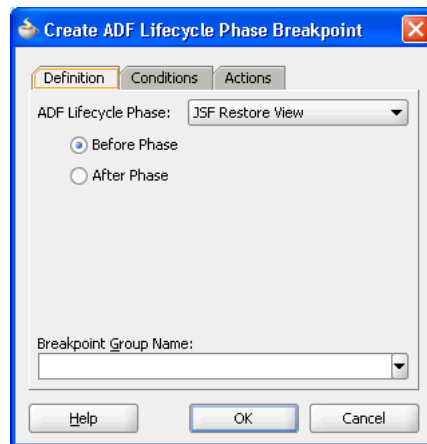 Create ADF Lifecycle Phase Breakpoint
Definition Conditions Actions
ADF Lifecycle Phase: JSF Restore View
Before Phase
After Phase
Breakpoint Group Name:
Help OK Cancel